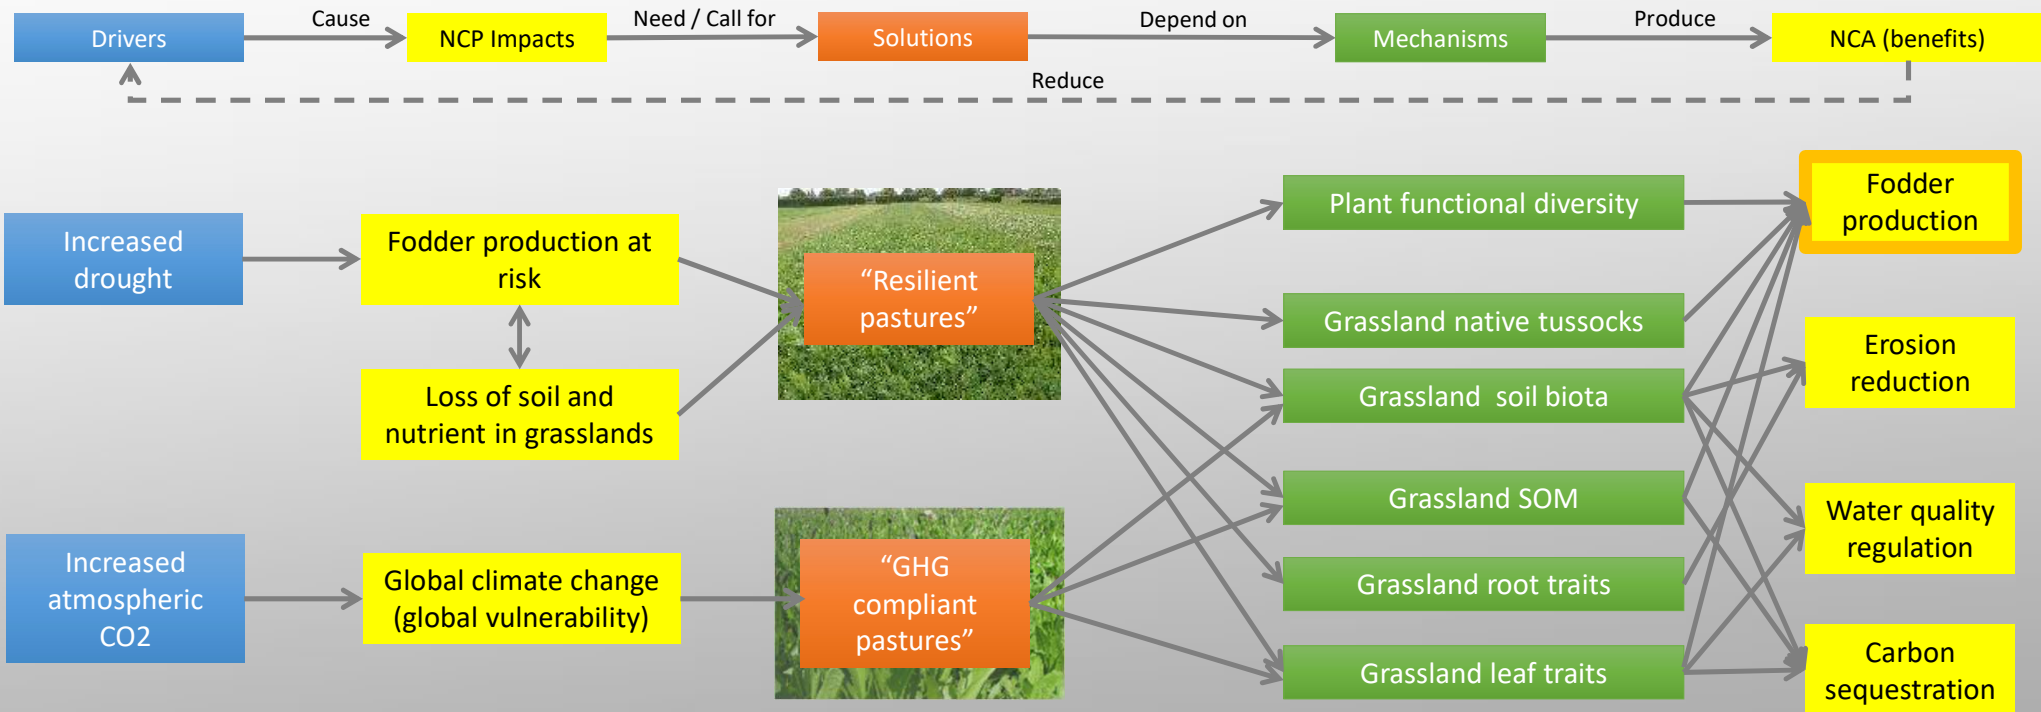 Cause
Need / Call for
Depend on
Produce
Drivers
NCP Impacts
Solutions
Mechanisms
NCA (benefits)
Reduce
Increased
drought
Fodder production at
risk
Loss of soil and
nutrient in grasslands
“Resilient
pastures”
Plant functional diversity
Grassland native tussocks
Grassland  soil biota
Grassland SOM
Grassland root traits
Grassland leaf traits
Fodder
production
Erosion
reduction
Water quality
regulation
Carbon
sequestration
Increased
atmospheric
CO2
Global climate change
(global vulnerability)
“GHG
compliant
pastures”